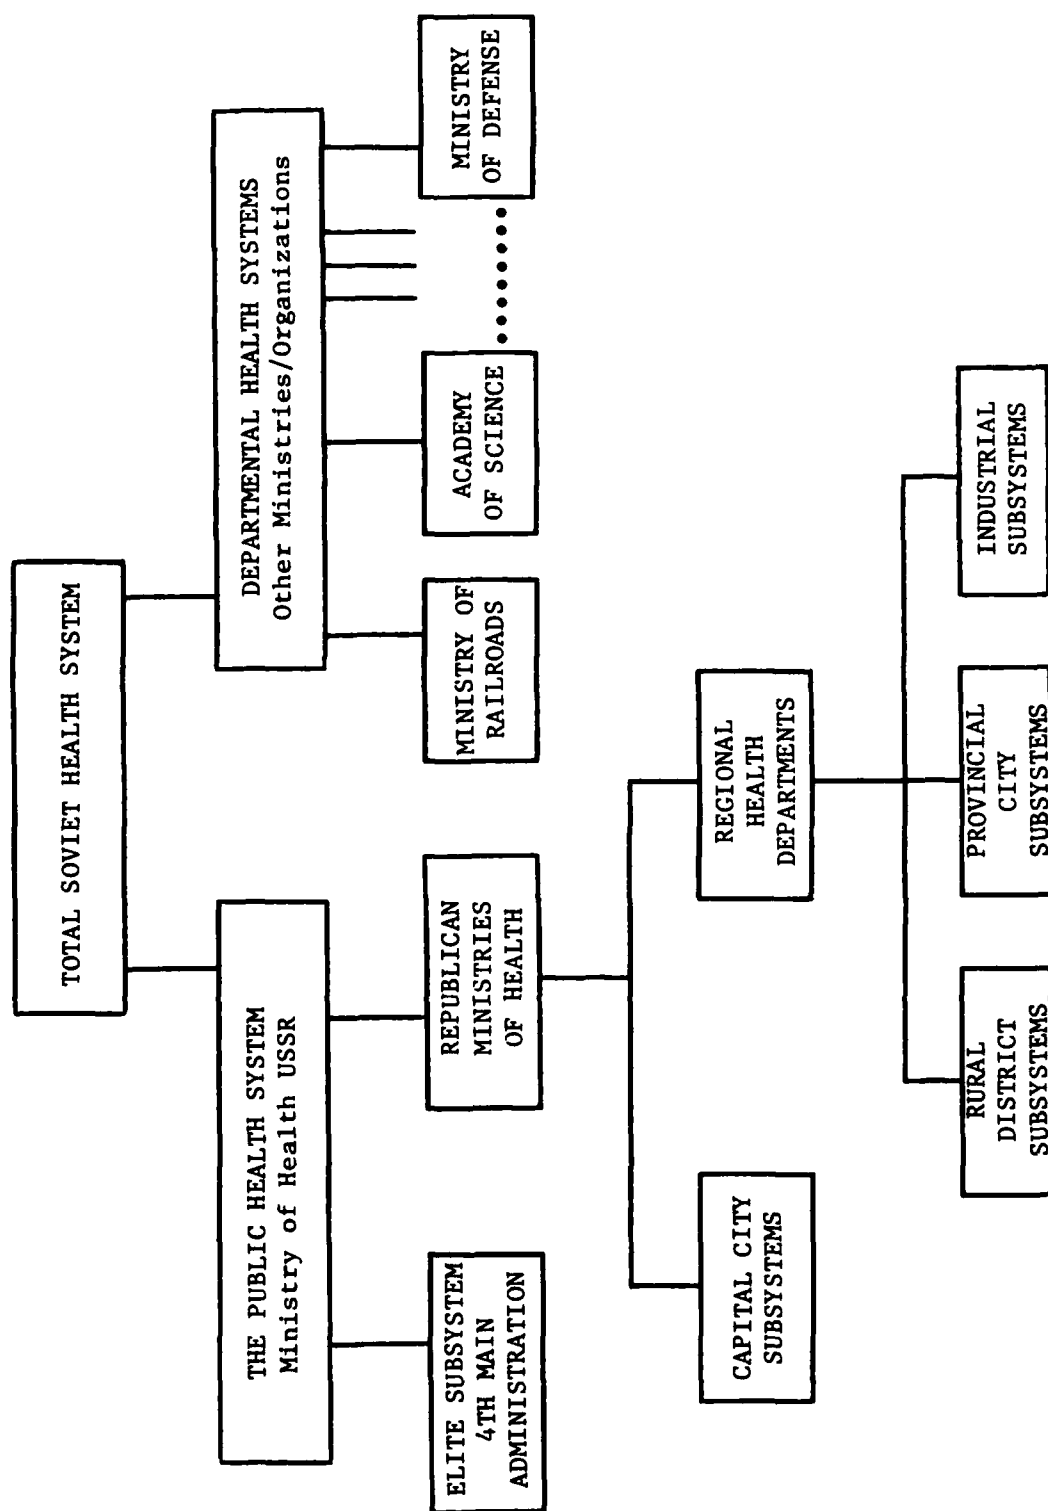 TOTAL SOVIET HEALTH SYSTEM
THE PUBLIC HEALTH SYSTEM
Ministry of Health USSR
DEPARTMENTAL HEALTH SYSTEMS
Other Ministries/Organizations
ELITE SUBSYSTEM
4TH MAIN
ADMINISTRATION
REPUBLICAN
MINISTRIES
OF HEALTH
MINISTRY OF
RAILROADS
ACADEMY
OF SCIENCE
MINISTRY
OF DEFENSE
CAPITAL CITY
SUBSYSTEMS
REGIONAL
HEALTH
DEPARTMENTS
RURAL
DISTRICT
SUBSYSTEMS
PROVINCIAL
CITY
SUBSYSTEMS
INDUSTRIAL
SUBSYSTEMS